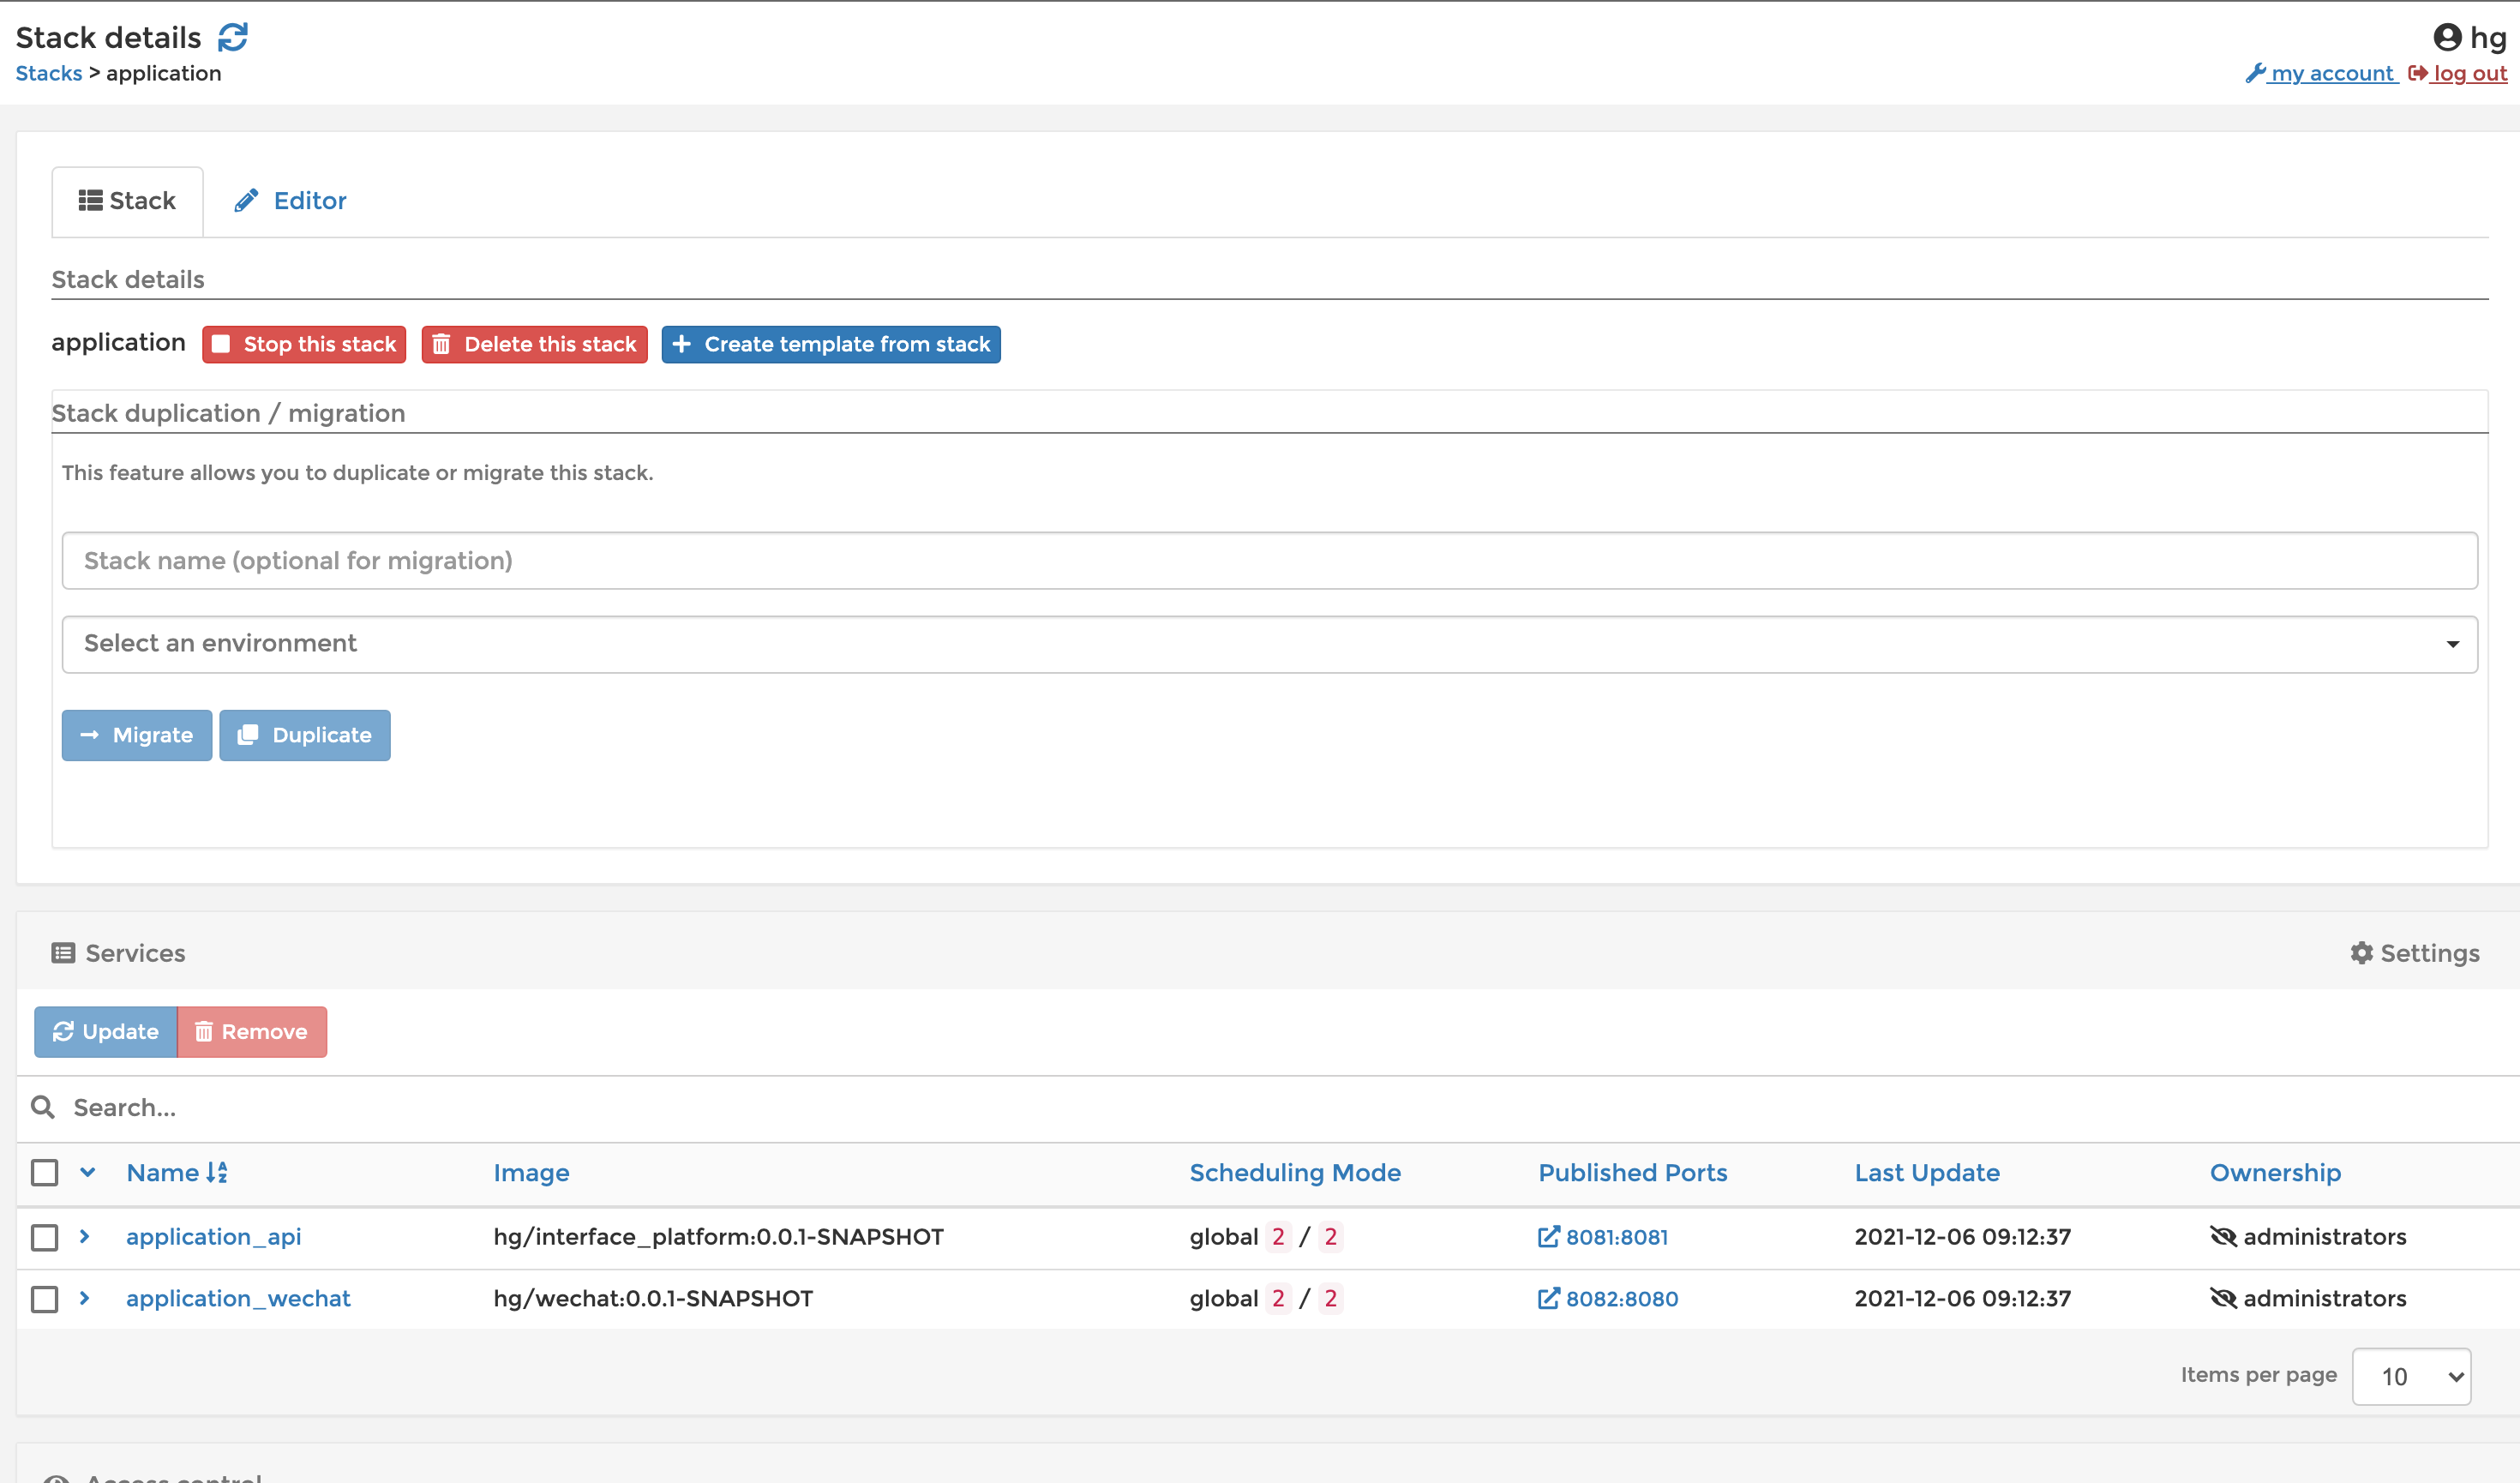 Stack details
hg
Stacks > application
my account log out
Stack Editor
Stack details
application Stop this stack Delete this stack Create template from stack
Stack duplication / migration
This feature allows you to duplicate or migrate this stack.
Stack name (optional for migration)
Select an environment
Migrate Duplicate
Services Settings
Update Remove
Search...
Name Image Scheduling Mode Published Ports Last Update Ownership
application_api hg/interface_platform:0.0.1-SNAPSHOT global 2 / 2 8081:8081 2021-12-06 09:12:37 administrators
application_wechat hg/wechat:0.0.1-SNAPSHOT global 2 / 2 8082:8080 2021-12-06 09:12:37 administrators
Items per page 10
Access control